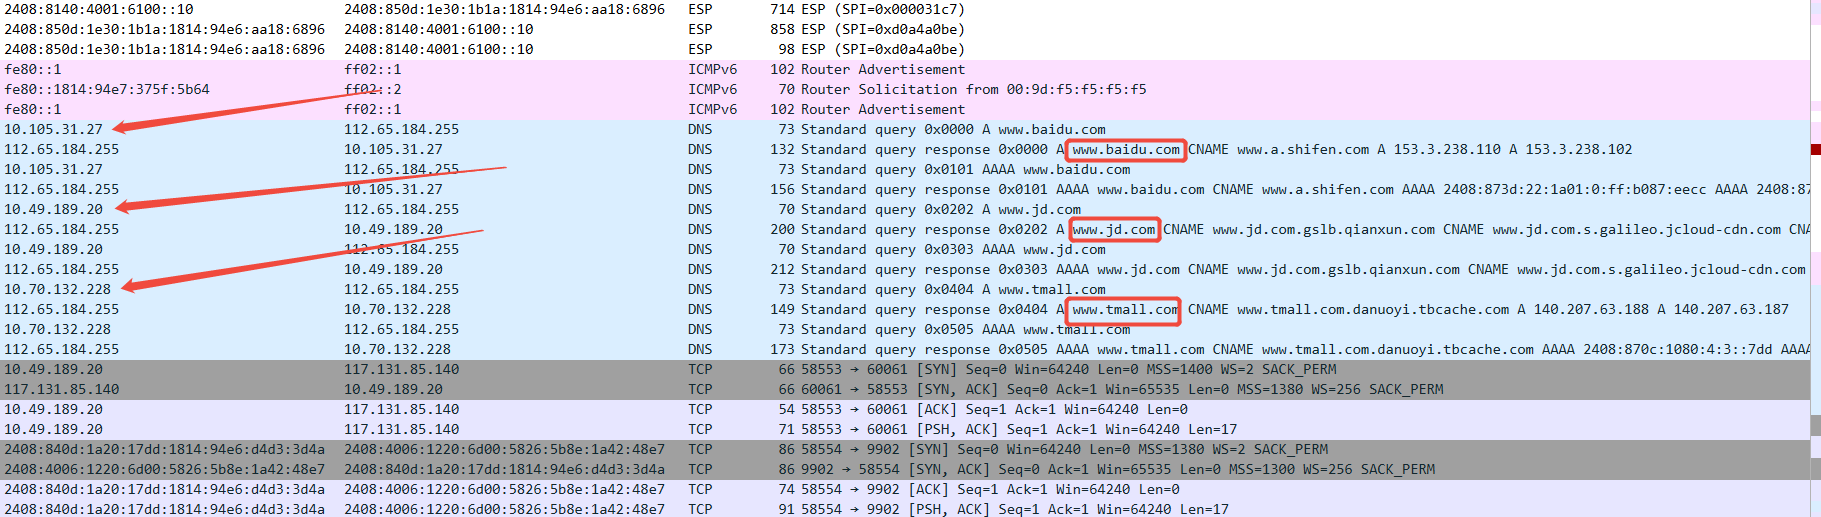 2408:8140:4001:6100::10 2408:850d:1e30:1b1a:1814:94e6:aa18:6896 ESP 714 ESP (SPI=0x000031c7)
2408:850d:1e30:1b1a:1814:94e6:aa18:6896 2408:8140:4001:6100::10 ESP 858 ESP (SPI=0xd0a4a0be)
2408:850d:1e30:1b1a:1814:94e6:aa18:6896 2408:8140:4001:6100::10 ESP 98 ESP (SPI=0xd0a4a0be)
fe80::1 ff02::1 ICMPv6 102 Router Advertisement
fe80::1814:94e7:375f:5b64 ff02::2 ICMPv6 70 Router Solicitation from 00:9d:f5:f5:f5:f5
fe80::1 ff02::1 ICMPv6 102 Router Advertisement
10.105.31.27 112.65.184.255 DNS 73 Standard query 0x0000 A www.baidu.com
112.65.184.255 10.105.31.27 DNS 132 Standard query response 0x0000 A www.baidu.com CNAME www.a.shifen.com A 153.3.238.110 A 153.3.238.102
10.105.31.27 112.65.184.255 DNS 73 Standard query 0x0101 AAAA www.baidu.com
112.65.184.255 10.105.31.27 DNS 156 Standard query response 0x0101 AAAA www.baidu.com CNAME www.a.shifen.com AAAA 2408:873d:22:1a01:0:ff:b087:eecc AAAA 2408:87
10.49.189.20 112.65.184.255 DNS 70 Standard query 0x0202 A www.jd.com
112.65.184.255 10.49.189.20 DNS 200 Standard query response 0x0202 A www.jd.com CNAME www.jd.com.gslb.qianxun.com CNAME www.jd.com.s.galileo.jcloud-cdn.com CNA
10.49.189.20 112.65.184.255 DNS 70 Standard query 0x0303 AAAA www.jd.com
112.65.184.255 10.49.189.20 DNS 212 Standard query response 0x0303 AAAA www.jd.com CNAME www.jd.com.gslb.qianxun.com CNAME www.jd.com.s.galileo.jcloud-cdn.com
10.70.132.228 112.65.184.255 DNS 73 Standard query 0x0404 A www.tmall.com
112.65.184.255 10.70.132.228 DNS 149 Standard query response 0x0404 A www.tmall.com CNAME www.tmall.com.danuoyi.tbcache.com A 140.207.63.188 A 140.207.63.187
10.70.132.228 112.65.184.255 DNS 73 Standard query 0x0505 AAAA www.tmall.com
112.65.184.255 10.70.132.228 DNS 173 Standard query response 0x0505 AAAA www.tmall.com CNAME www.tmall.com.danuoyi.tbcache.com AAAA 2408:870c:1080:4:3::7dd AAAA
10.49.189.20 117.131.85.140 TCP 66 58553 → 60061 [SYN] Seq=0 Win=64240 Len=0 MSS=1400 WS=2 SACK_PERM
117.131.85.140 10.49.189.20 TCP 66 60061 → 58553 [SYN, ACK] Seq=0 Ack=1 Win=65535 Len=0 MSS=1380 WS=256 SACK_PERM
10.49.189.20 117.131.85.140 TCP 54 58553 → 60061 [ACK] Seq=1 Ack=1 Win=64240 Len=0
10.49.189.20 117.131.85.140 TCP 71 58553 → 60061 [PSH, ACK] Seq=1 Ack=1 Win=64240 Len=17
2408:840d:1a20:17dd:1814:94e6:d4d3:3d4a 2408:4006:1220:6d00:5826:5b8e:1a42:48e7 TCP 86 58554 → 9902 [SYN] Seq=0 Win=64240 Len=0 MSS=1380 WS=2 SACK_PERM
2408:4006:1220:6d00:5826:5b8e:1a42:48e7 2408:840d:1a20:17dd:1814:94e6:d4d3:3d4a TCP 86 9902 → 58554 [SYN, ACK] Seq=0 Ack=1 Win=65535 Len=0 MSS=1300 WS=256 SACK_PERM
2408:840d:1a20:17dd:1814:94e6:d4d3:3d4a 2408:4006:1220:6d00:5826:5b8e:1a42:48e7 TCP 74 58554 → 9902 [ACK] Seq=1 Ack=1 Win=64240 Len=0
2408:840d:1a20:17dd:1814:94e6:d4d3:3d4a 2408:4006:1220:6d00:5826:5b8e:1a42:48e7 TCP 91 58554 → 9902 [PSH, ACK] Seq=1 Ack=1 Win=64240 Len=17